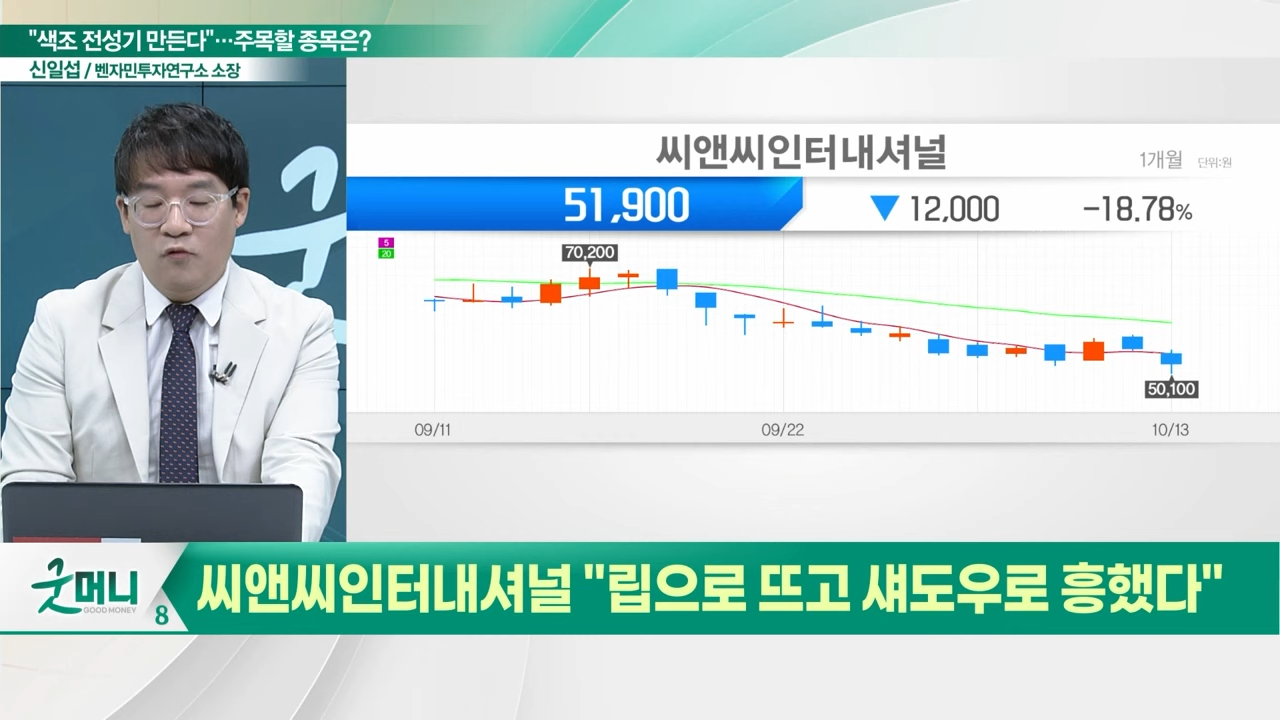 "색조 전성기 만든다"…주목할 종목은?
신일섭 / 벤자민투자연구소 소장
씨앤씨인터내셔널
1개월 단위:원
51,900 ▼ 12,000 -18.78%
5
20
70,200
50,100
09/11 09/22 10/13
굿머니
GOOD MONEY
8
씨앤씨인터내셔널 "립으로 뜨고 섀도우로 흥했다"